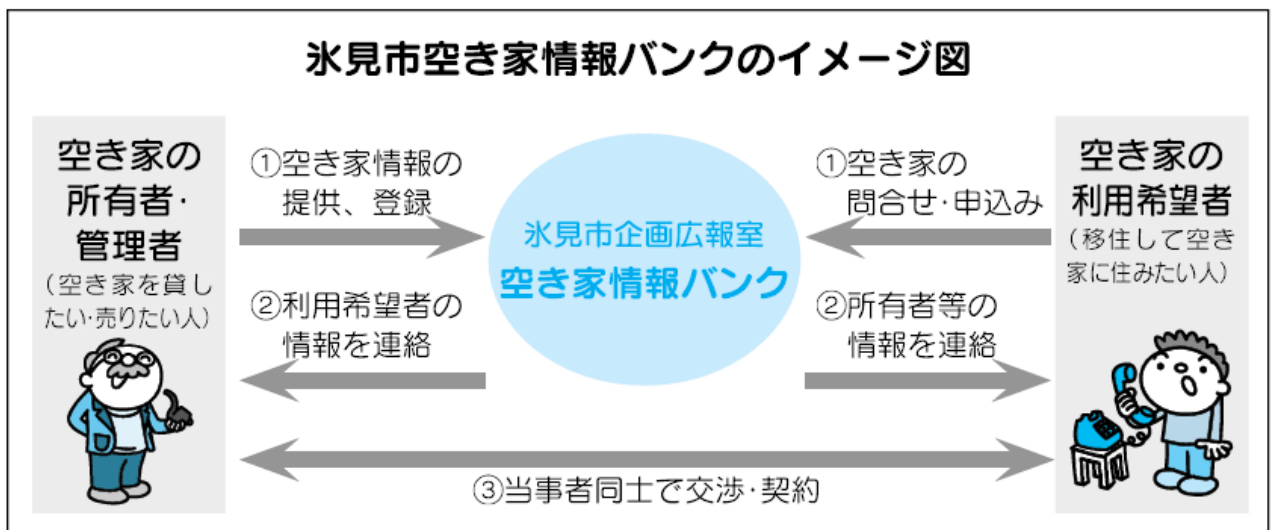 氷見市空き家情報バンクのイメージ図
空き家の
所有者・
管理者
(空き家を貸し
たい・売りたい人)
①空き家情報の
提供、登録
②利用希望者の
情報を連絡
氷見市企画広報室
空き家情報バンク
①空き家の
問合せ・申込み
②所有者等の
情報を連絡
空き家の
利用希望者
(移住して空き
家に住みたい人)
③当事者同士で交渉・契約